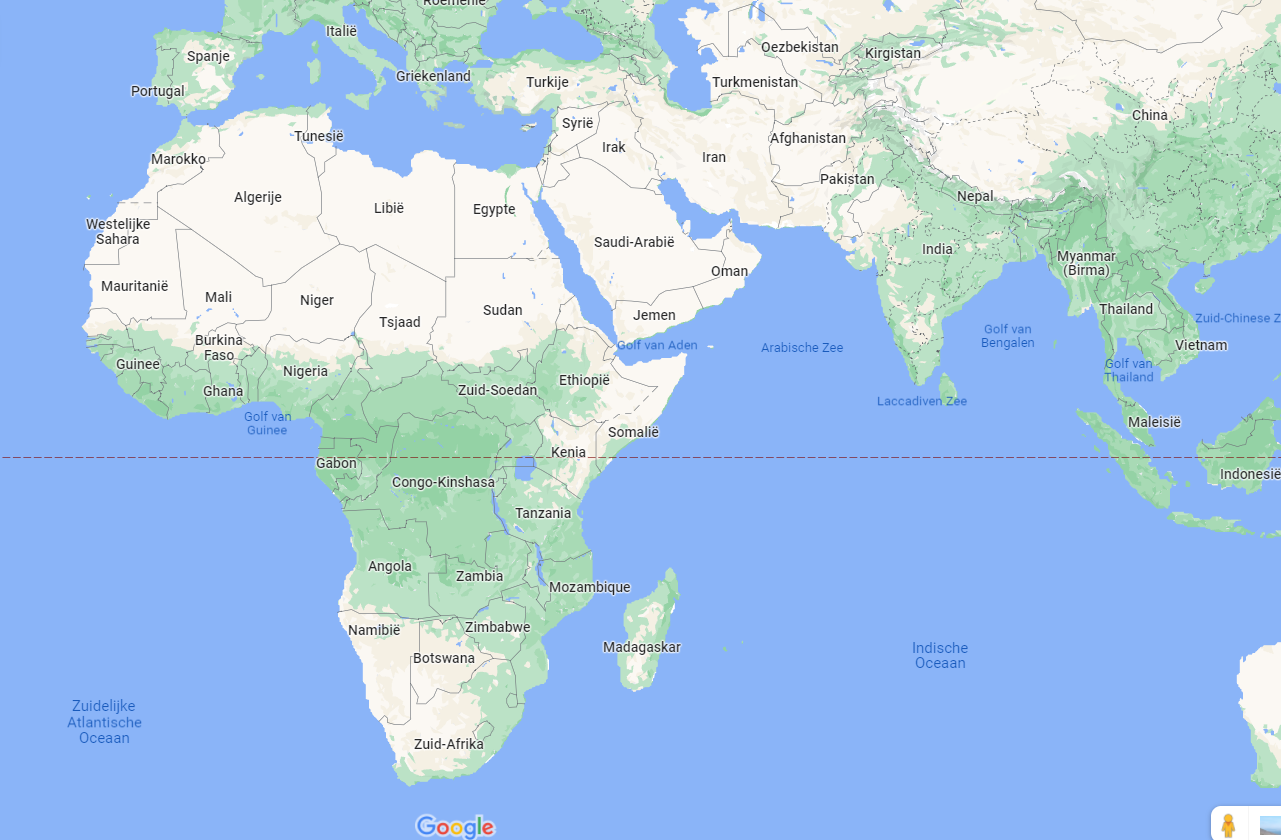 Roemenië
Italië
Oezbekistan
Kirgistan
Spanje
Griekenland
Turkije
Turkmenistan
Portugal
China
Syrië
Tunesië
Afghanistan
Irak
Iran
Marokko
Pakistan
Algerije
Nepal
Libië
Egypte
Westelijke
Sahara
Saudi-Arabië
India
Myanmar
(Birma)
Oman
Mauritanië
Mali
Niger
Sudan
Thailand
Jemen
Zuid-Chinese Z
Tsjaad
Golf van
Bengalen
Burkina
Faso
Golf van Aden
Arabische Zee
Vietnam
Guinee
Nigeria
Golf van
Thailand
Ethiopië
Ghana
Zuid-Soedan
Laccadiven Zee
Golf van
Guinee
Maleisië
Somalië
Kenia
Gabon
Indonesië
Congo-Kinshasa
Tanzania
Angola
Zambia
Mozambique
Namibië
Zimbabwe
Madagaskar
Indische
Oceaan
Botswana
Zuidelijke
Atlantische
Oceaan
Zuid-Afrika
Google